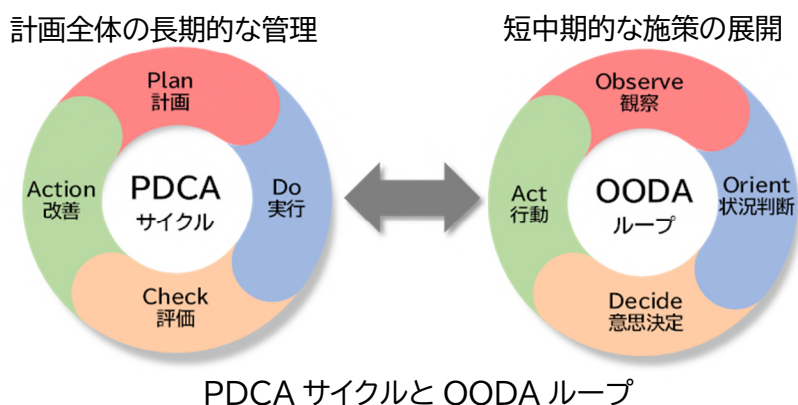 計画全体の長期的な管理
Plan
計画
Do
実行
Check
評価
Action
改善
PDCA
サイクル
短中期的な施策の展開
Observe
観察
Orient
状況判断
Decide
意思決定
Act
行動
OODA
ループ
PDCA サイクルと OODA ループ